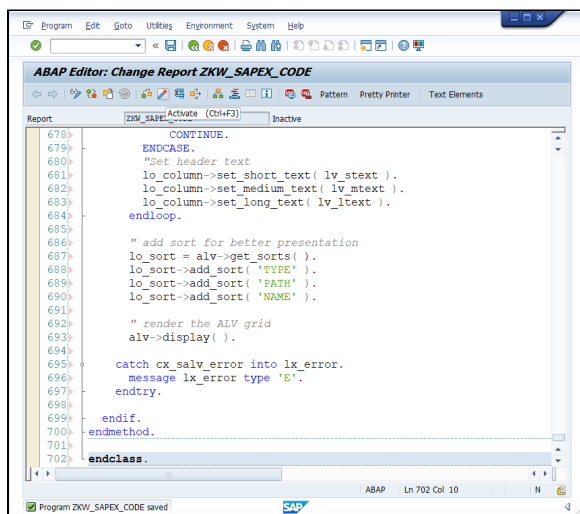 Program Edit Goto Utilities Environment System Help
ABAP Editor: Change Report ZKW_SAPEX_CODE
Pattern Pretty Printer Text Elements
Activate (Ctrl+F3)
Report Inactive
678 CONTINUE.
679 ENDCASE.
680 "Set header text
681 lo_column->set_short_text( lv_stext ).
682 lo_column->set_medium_text( lv_mtext ).
683 lo_column->set_long_text( lv_ltext ).
684 endloop.
685
686 " add sort for better presentation
687 lo_sort = alv->get_sorts( ).
688 lo_sort->add_sort( 'TYPE' ).
689 lo_sort->add_sort( 'PATH' ).
690 lo_sort->add_sort( 'NAME' ).
691
692 " render the ALV grid
693 alv->display( ).
694
695 catch cx_salv_error into lx_error.
696 message lx_error type 'E'.
697 endtry.
698
699 endif.
700 endmethod.
701
702 endclass.
ABAP Ln 702 Col 10 N
Program ZKW_SAPEX_CODE saved
SAP